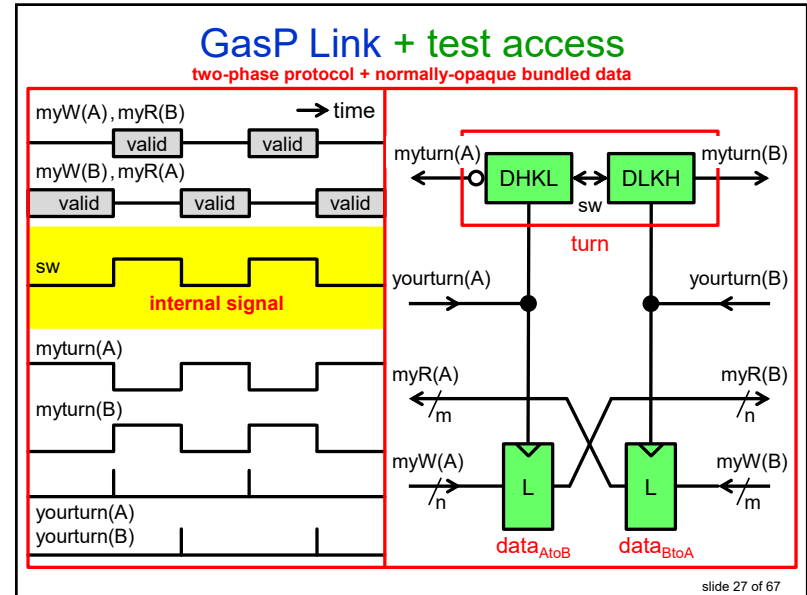 GasP Link + test access
two-phase protocol + normally-opaque bundled data
myW(A),myR(B)
time
valid
valid
myW(B),myR(A)
valid
valid
valid
sw
internal signal
myturn(A)
myturn(B)
yourturn(A)
yourturn(B)
myturn(A)
DHKL
sw
DLKH
myturn(B)
turn
yourturn(A)
yourturn(B)
myR(A)
m
myR(B)
n
myW(A)
n
L
L
myW(B)
m
dataAtoB
dataBtoA
slide 27 of 67